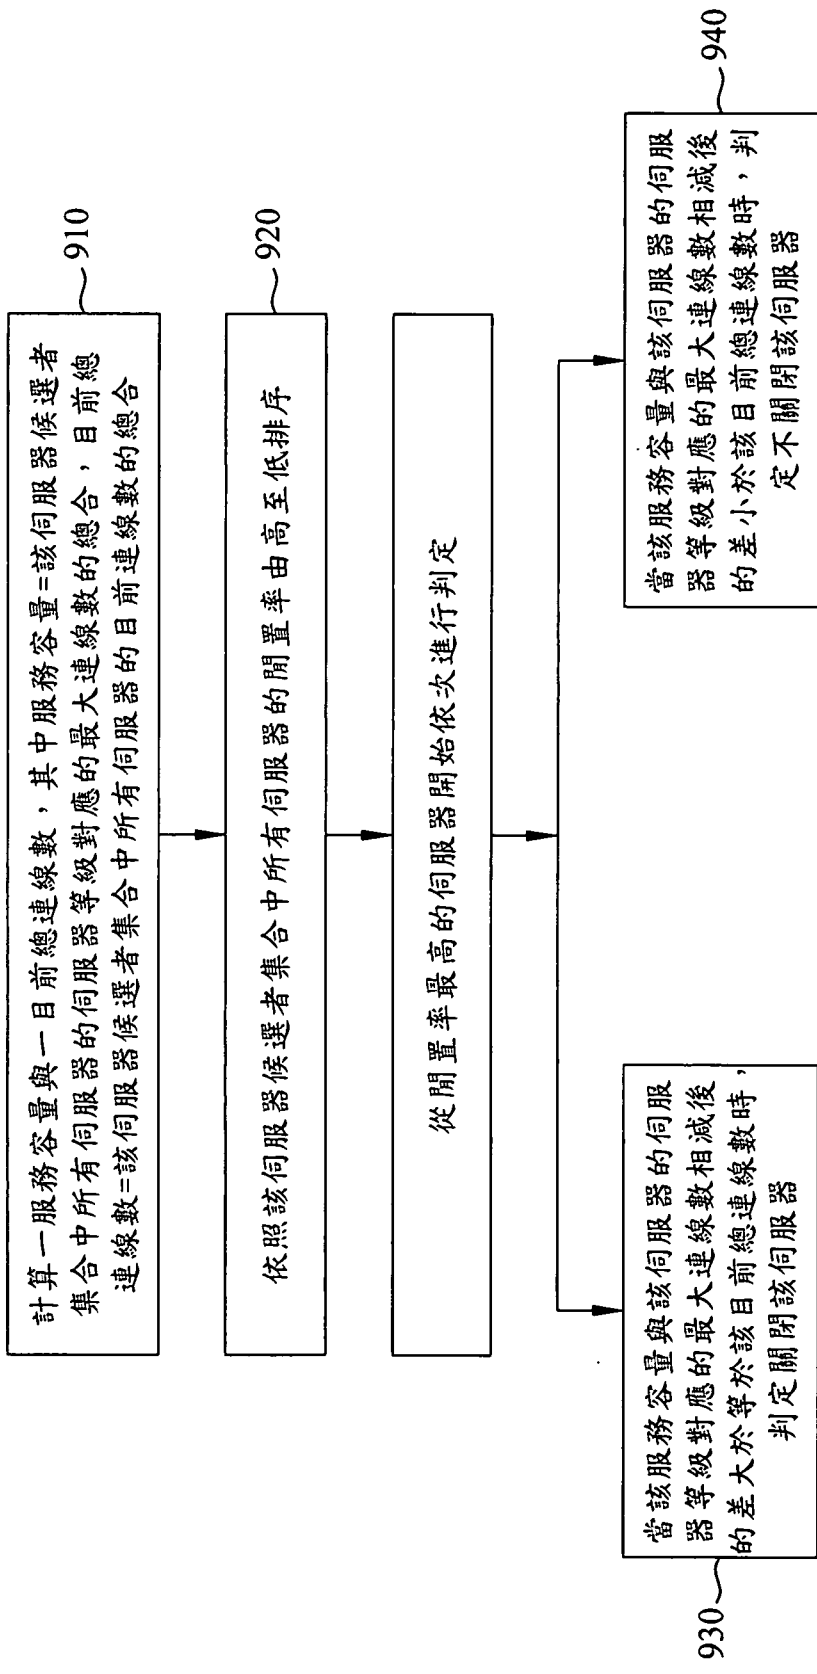 計算一服務容量與一目前總連線數，其中服務容量=該伺服器候選者
集合中所有伺服器的伺服器等級對應的最大連線數的總合，目前總
連線數=該伺服器候選者集合中所有伺服器的目前連線數的總合
910
依照該伺服器候選者集合中所有伺服器的閒置率由高至低排序
920
從閒置率最高的伺服器開始依次進行判定
當該服務容量與該伺服器的伺服
器等級對應的最大連線數相減後
的差大於等於該目前總連線數時，
判定關閉該伺服器
930
當該服務容量與該伺服器的伺服
器等級對應的最大連線數相減後
的差小於該目前總連線數時，判
定不關閉該伺服器
940